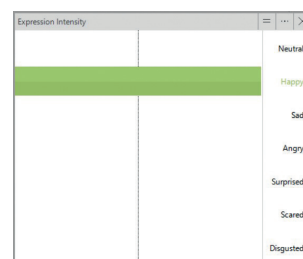 Expression Intensity
Neutral
Happy
Sad
Angry
Surprised
Scared
Disgusted